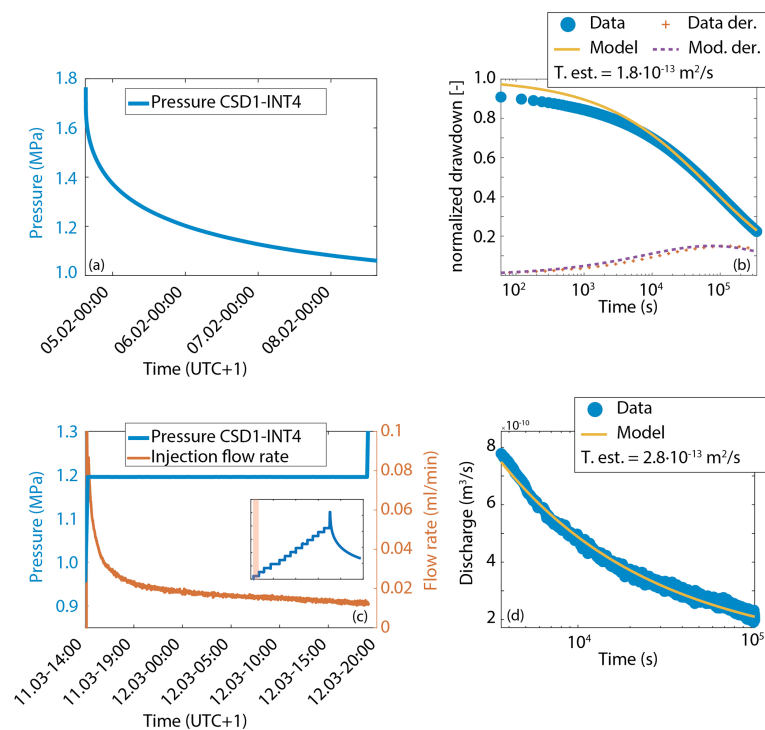 Pressure CSD1-INT4
1.8
1.6
1.4
1.2
1.0
Pressure (MPa)
(a)
05.02-00:00
06.02-00:00
07.02-00:00
08.02-00:00
Time (UTC+1)
Data
Data der.
Model
Mod. der.
T. est. = 1.8·10⁻¹³ m²/s
1.0
0.8
0.6
0.4
0.2
normalized drawdown [-]
(b)
10²
10³
10⁴
10⁵
Time (s)
Pressure CSD1-INT4
Injection flow rate
1.3
1.2
1.1
1.0
0.9
Pressure (MPa)
0.1
0.08
0.06
0.04
0.02
0
Flow rate (ml/min)
(c)
11.03-14:00
11.03-19:00
12.03-00:00
12.03-05:00
12.03-10:00
12.03-15:00
12.03-20:00
Time (UTC+1)
Data
Model
T. est. = 2.8·10⁻¹³ m²/s
×10⁻¹⁰
8
6
4
2
Discharge (m³/s)
(d)
10⁴
10⁵
Time (s)